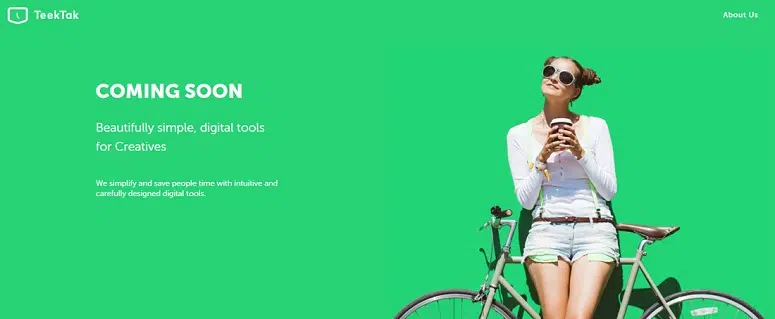 TeekTak
About Us
COMING SOON
Beautifully simple, digital tools
for Creatives
We simplify and save people time with intuitive and
carefully designed digital tools.